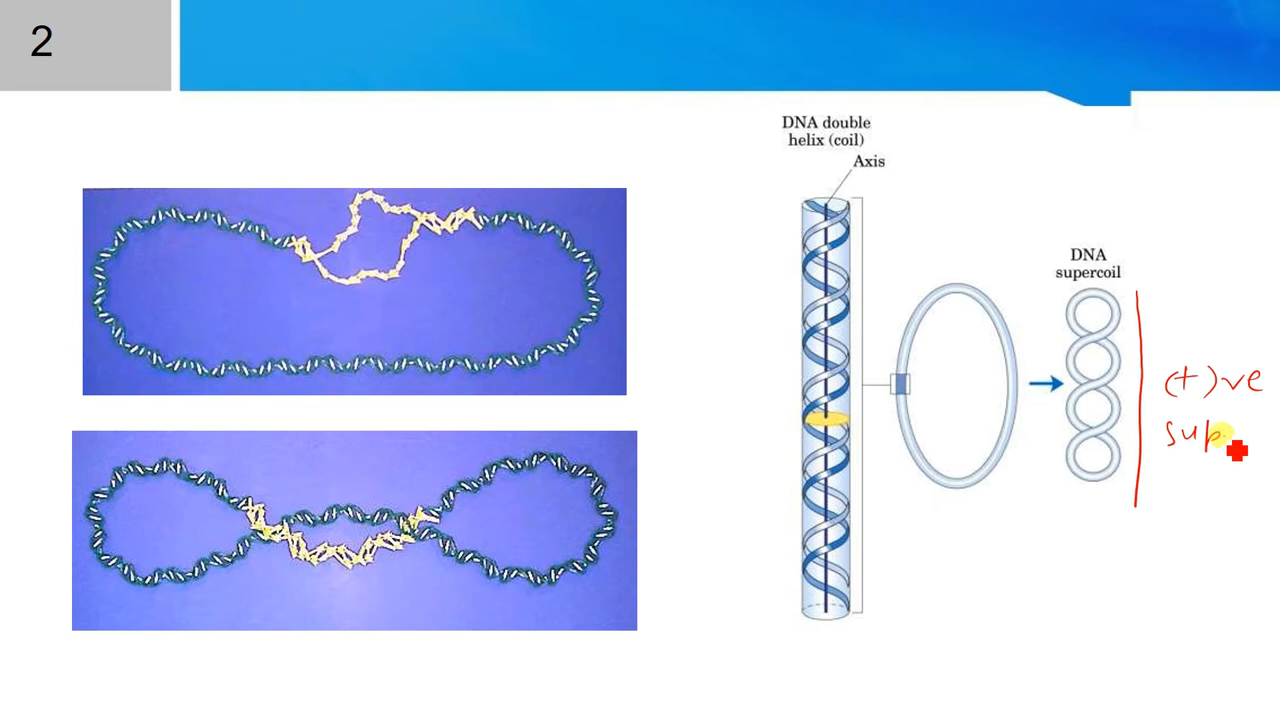 2
DNA double
helix (coil)
Axis
DNA
supercoil
(+)ve
sup